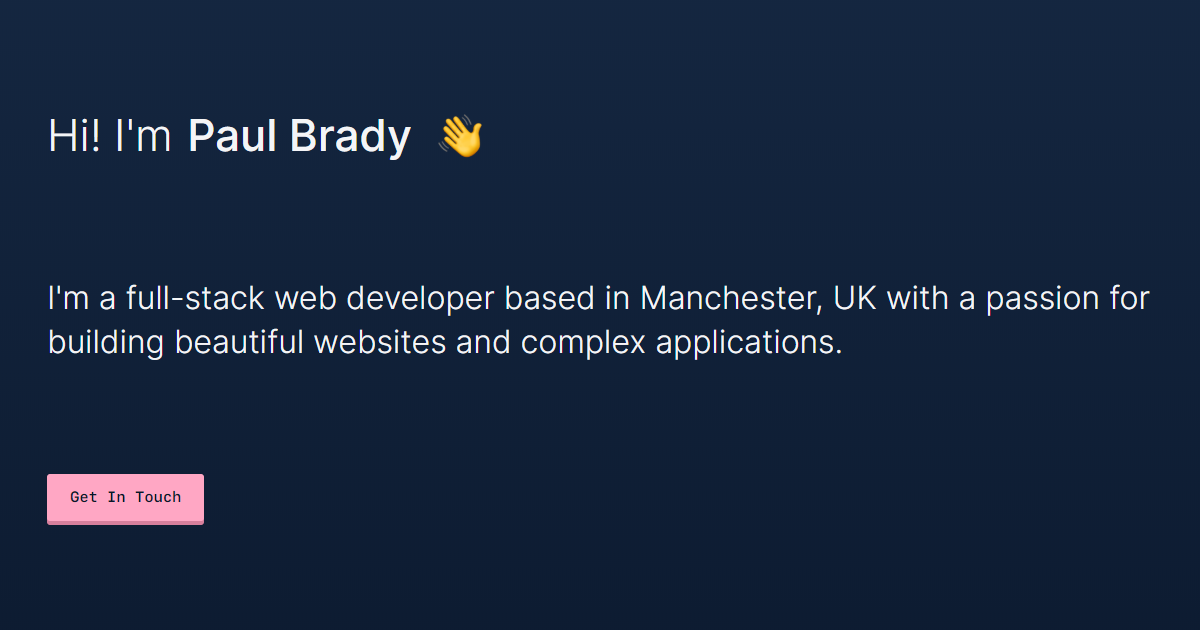 Hi! I'm Paul Brady 👋
I'm a full-stack web developer based in Manchester, UK with a passion for
building beautiful websites and complex applications.
Get In Touch